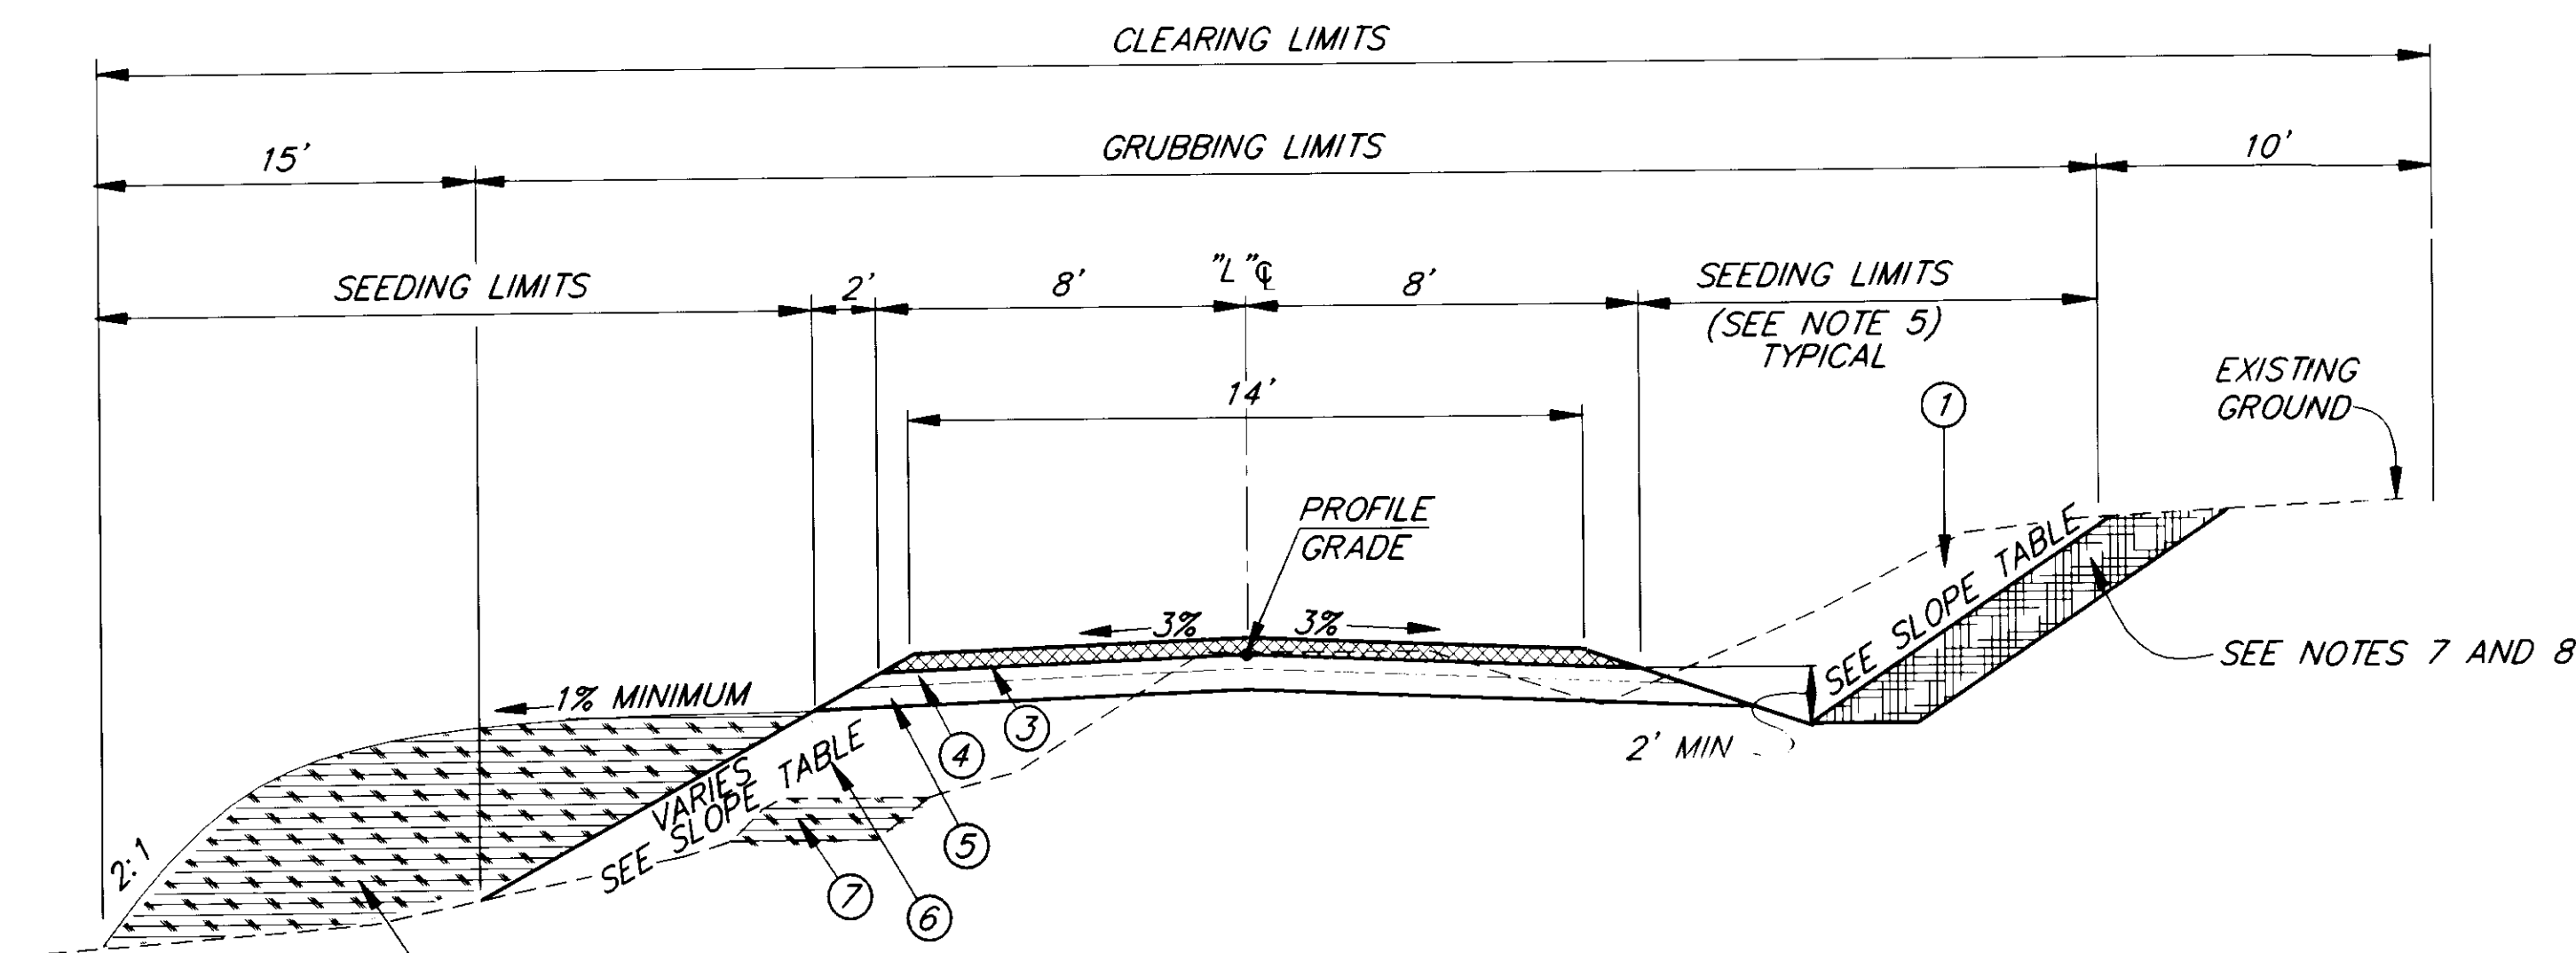 CLEARING LIMITS
15' GRUBBING LIMITS 10'
SEEDING LIMITS 2' 8' "L"℄ 8' SEEDING LIMITS
(SEE NOTE 5)
TYPICAL
14'
1
EXISTING
GROUND
PROFILE
GRADE
3% 3%
SEE SLOPE TABLE
SEE NOTES 7 AND 8
1% MINIMUM
2' MIN
3
4
5
VARIES
SEE SLOPE TABLE
2:1
7
6